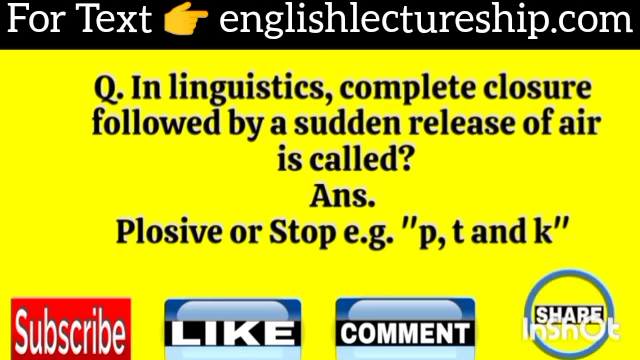 For Text 👉 englishlectureship.com
Q. In linguistics, complete closure
followed by a sudden release of air
is called?
Ans.
Plosive or Stop e.g. "p, t and k"
Subscribe
LIKE
COMMENT
SHARE
InShOt